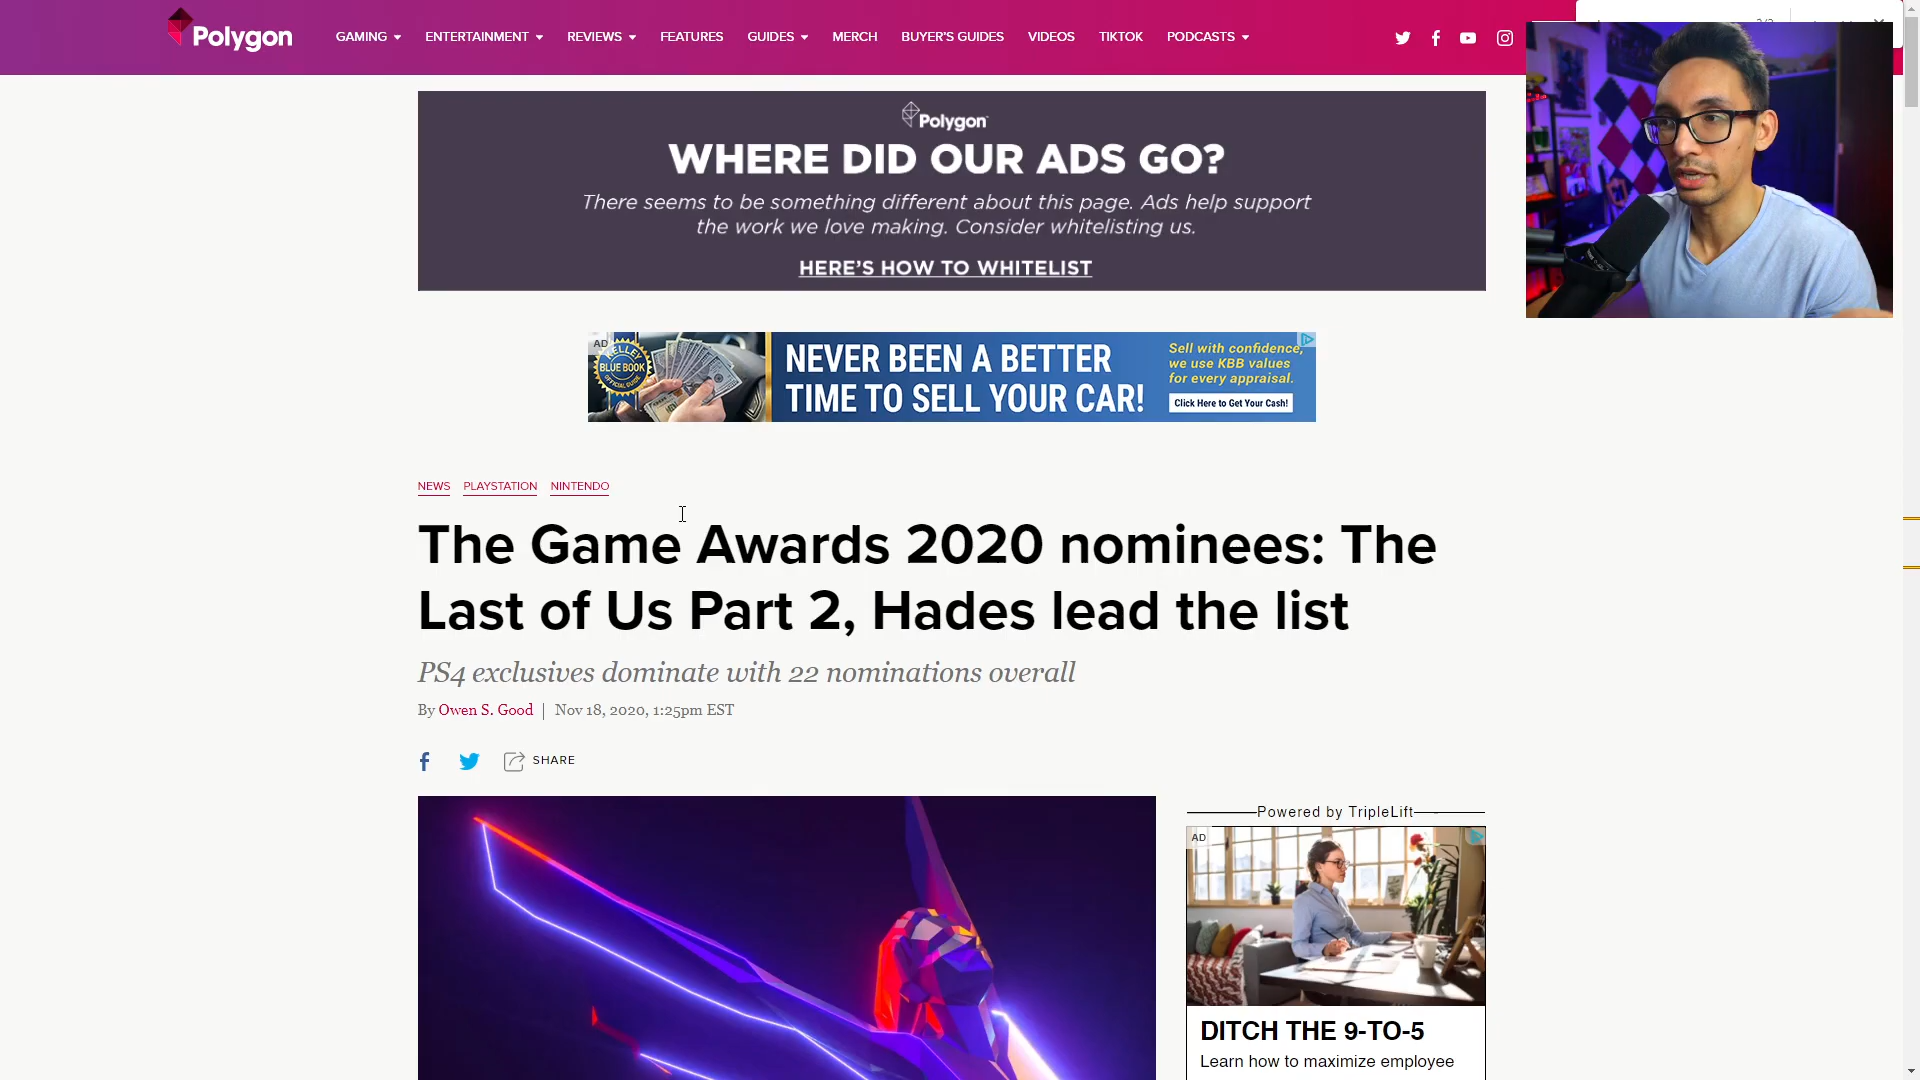 Polygon
GAMING
ENTERTAINMENT
REVIEWS
FEATURES
GUIDES
MERCH
BUYER'S GUIDES
VIDEOS
TIKTOK
PODCASTS
Polygon
WHERE DID OUR ADS GO?
There seems to be something different about this page. Ads help support
the work we love making. Consider whitelisting us.
HERE'S HOW TO WHITELIST
AD
KELLEY
BLUE BOOK
OFFICIAL GUIDE
NEVER BEEN A BETTER
TIME TO SELL YOUR CAR!
Sell with confidence,
we use KBB values
for every appraisal.
Click Here to Get Your Cash!
NEWS PLAYSTATION NINTENDO
The Game Awards 2020 nominees: The
Last of Us Part 2, Hades lead the list
PS4 exclusives dominate with 22 nominations overall
By Owen S. Good | Nov 18, 2020, 1:25pm EST
SHARE
Powered by TripleLift
AD
DITCH THE 9-TO-5
Learn how to maximize employee